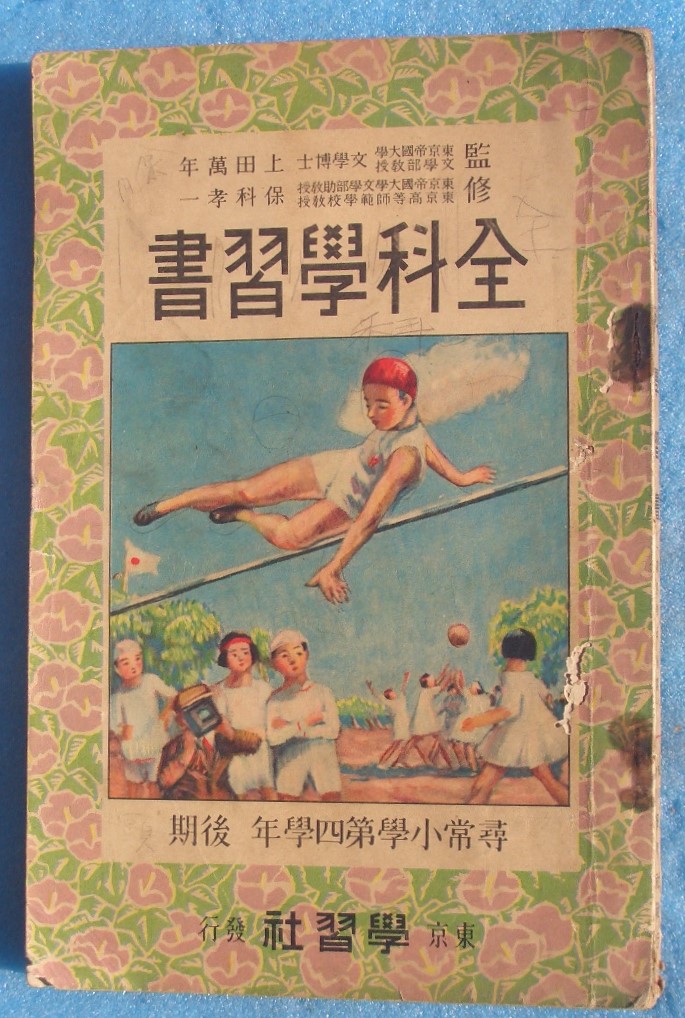 監修
東京帝國大學文學部敎授 文學博士 上田萬年
東京帝國大學文學部助敎授
東京高等師範學校敎授 保科孝一
全科學習書
尋常小學第四學年 後期
東京 學習社 發行